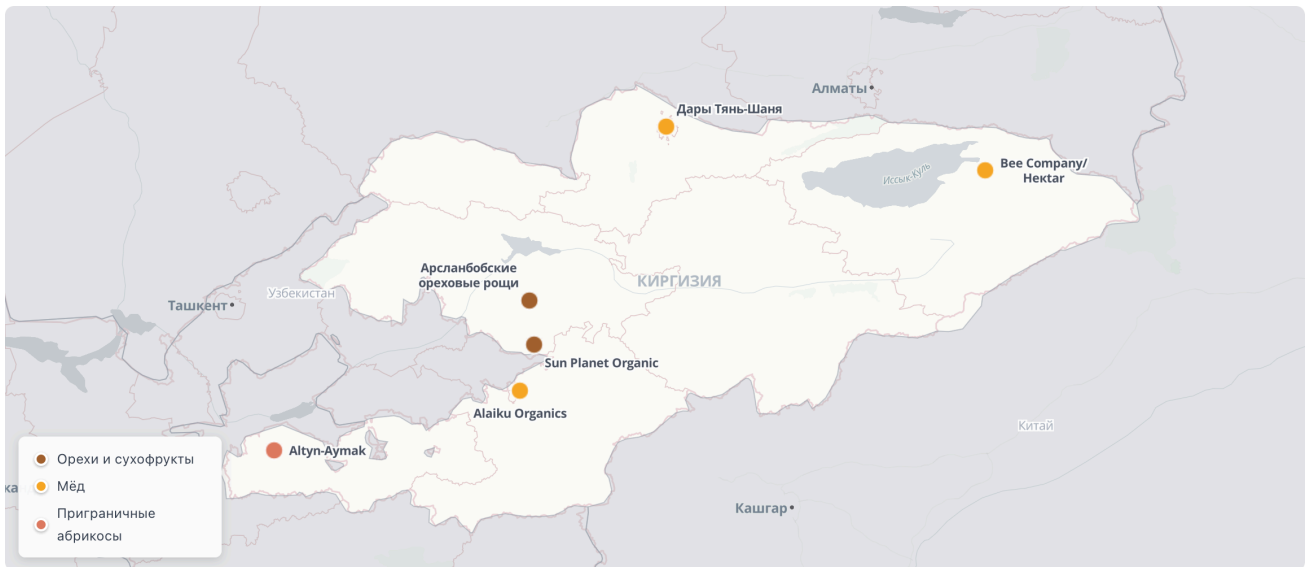 Алматы
Дары Тянь-Шаня
Bee Company/
Нектар
Иссык-Куль
Арсланбобские
ореховые рощи
КИРГИЗИЯ
Узбекистан
Ташкент
Sun Planet Organic
Alaiku Organics
Китай
Altyn-Aymak
Кашгар
Орехи и сухофрукты
Мёд
Приграничные
абрикосы